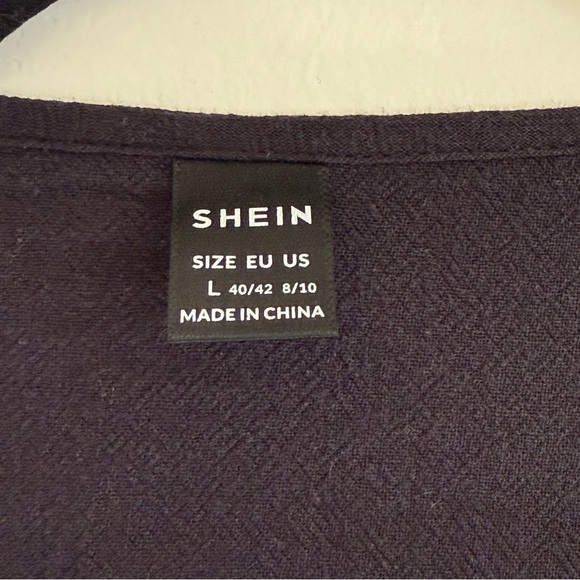 SHEIN
SIZE EU US
L 40/42 8/10
MADE IN CHINA